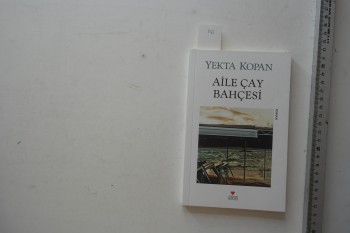 YEKTA KOPAN
AİLE ÇAY
BAHÇESİ